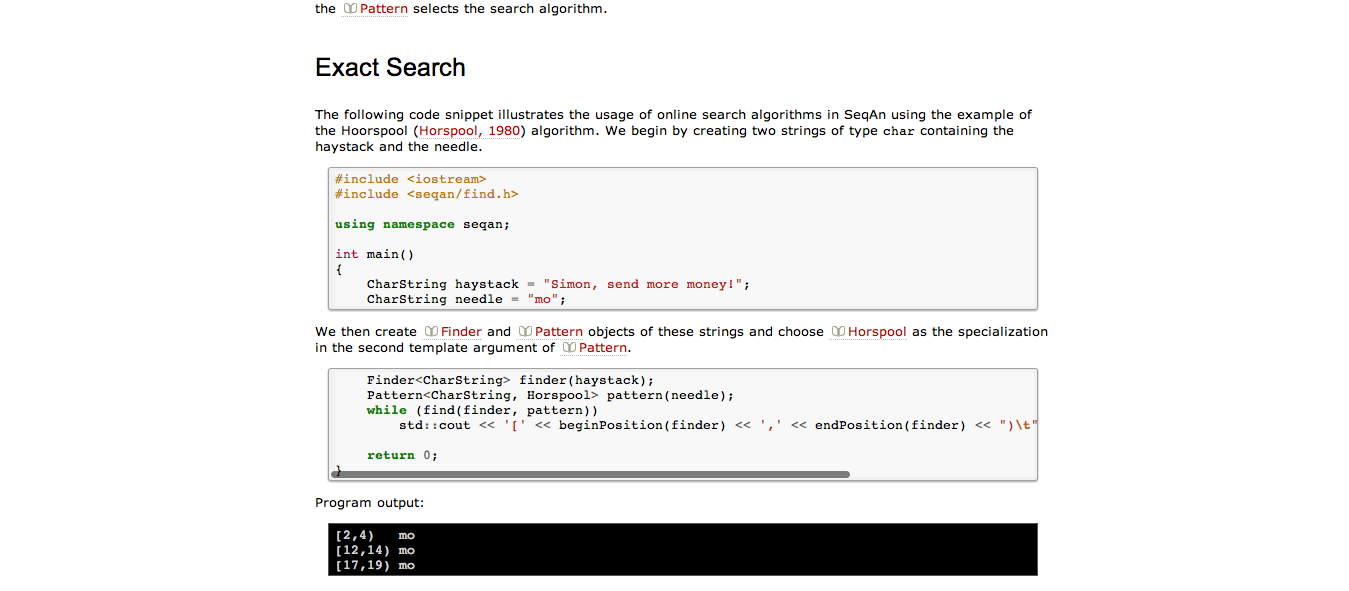 the Pattern selects the search algorithm.
Exact Search
The following code snippet illustrates the usage of online search algorithms in SeqAn using the example of
the Hoorspool (Horspool, 1980) algorithm. We begin by creating two strings of type char containing the
haystack and the needle.
#include <iostream>
#include <seqan/find.h>
using namespace seqan;
int main()
{
    CharString haystack = "Simon, send more money!";
    CharString needle = "mo";
We then create Finder and Pattern objects of these strings and choose Horspool as the specialization
in the second template argument of Pattern.
    Finder<CharString> finder(haystack);
    Pattern<CharString, Horspool> pattern(needle);
    while (find(finder, pattern))
        std::cout << '[' << beginPosition(finder) << ',' << endPosition(finder) << ")\t"
    return 0;
}
Program output:
[2,4)   mo
[12,14) mo
[17,19) mo